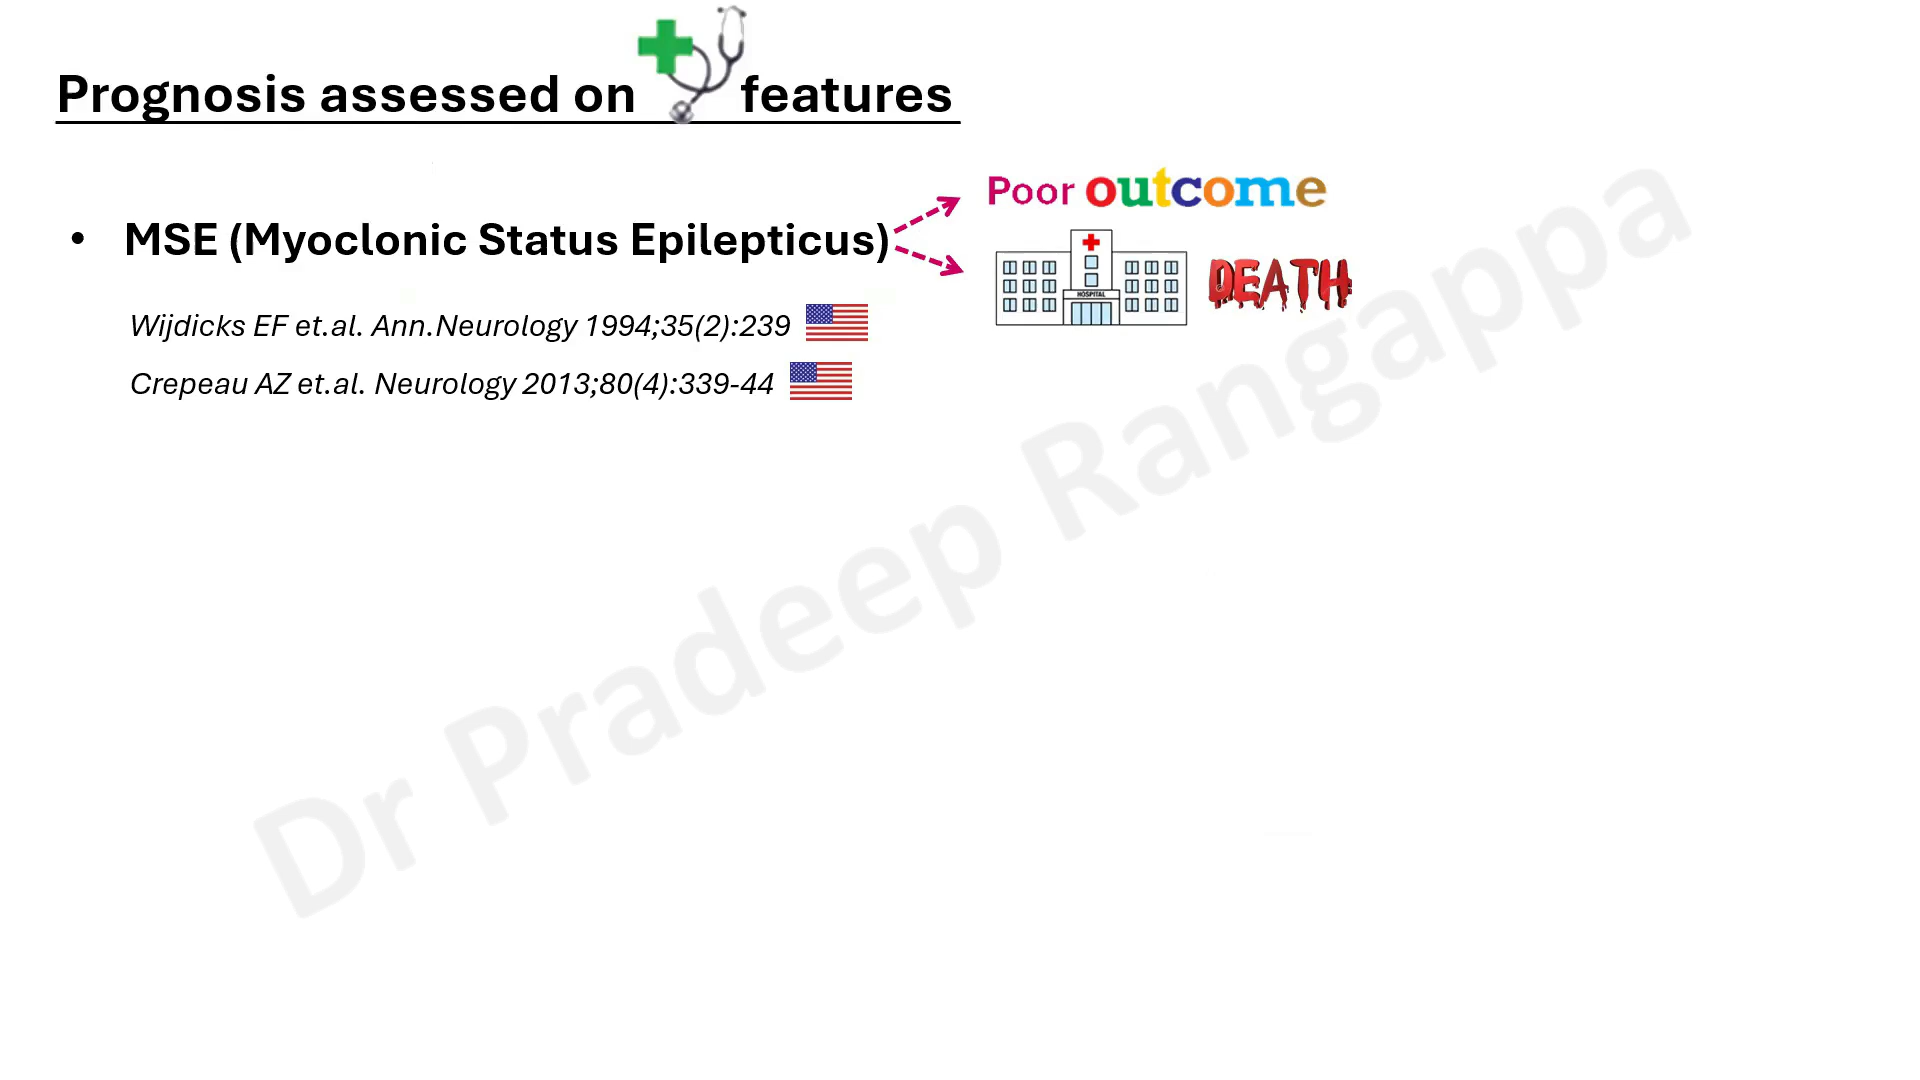 Prognosis assessed on features
Poor outcome
• MSE (Myoclonic Status Epilepticus)
HOSPITAL
DEATH
Wijdicks EF et.al. Ann.Neurology 1994;35(2):239
Crepeau AZ et.al. Neurology 2013;80(4):339-44
Dr Pradeep Rangappa